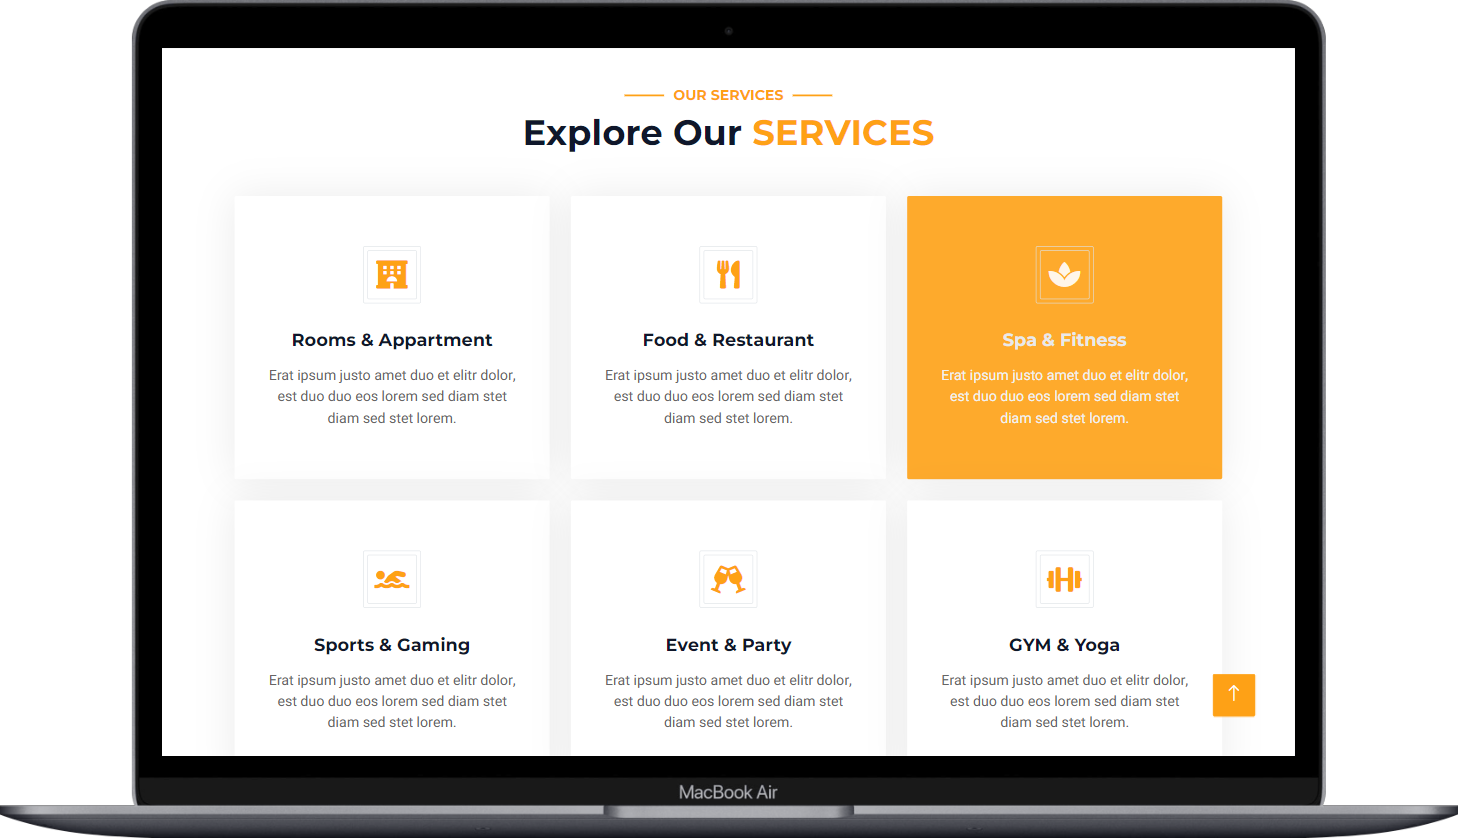 OUR SERVICES
Explore Our SERVICES
Rooms & Appartment
Erat ipsum justo amet duo et elitr dolor,
est duo duo eos lorem sed diam stet
diam sed stet lorem.
Food & Restaurant
Erat ipsum justo amet duo et elitr dolor,
est duo duo eos lorem sed diam stet
diam sed stet lorem.
Spa & Fitness
Erat ipsum justo amet duo et elitr dolor,
est duo duo eos lorem sed diam stet
diam sed stet lorem.
Sports & Gaming
Erat ipsum justo amet duo et elitr dolor,
est duo duo eos lorem sed diam stet
diam sed stet lorem.
Event & Party
Erat ipsum justo amet duo et elitr dolor,
est duo duo eos lorem sed diam stet
diam sed stet lorem.
GYM & Yoga
Erat ipsum justo amet duo et elitr dolor,
est duo duo eos lorem sed diam stet
diam sed stet lorem.
MacBook Air